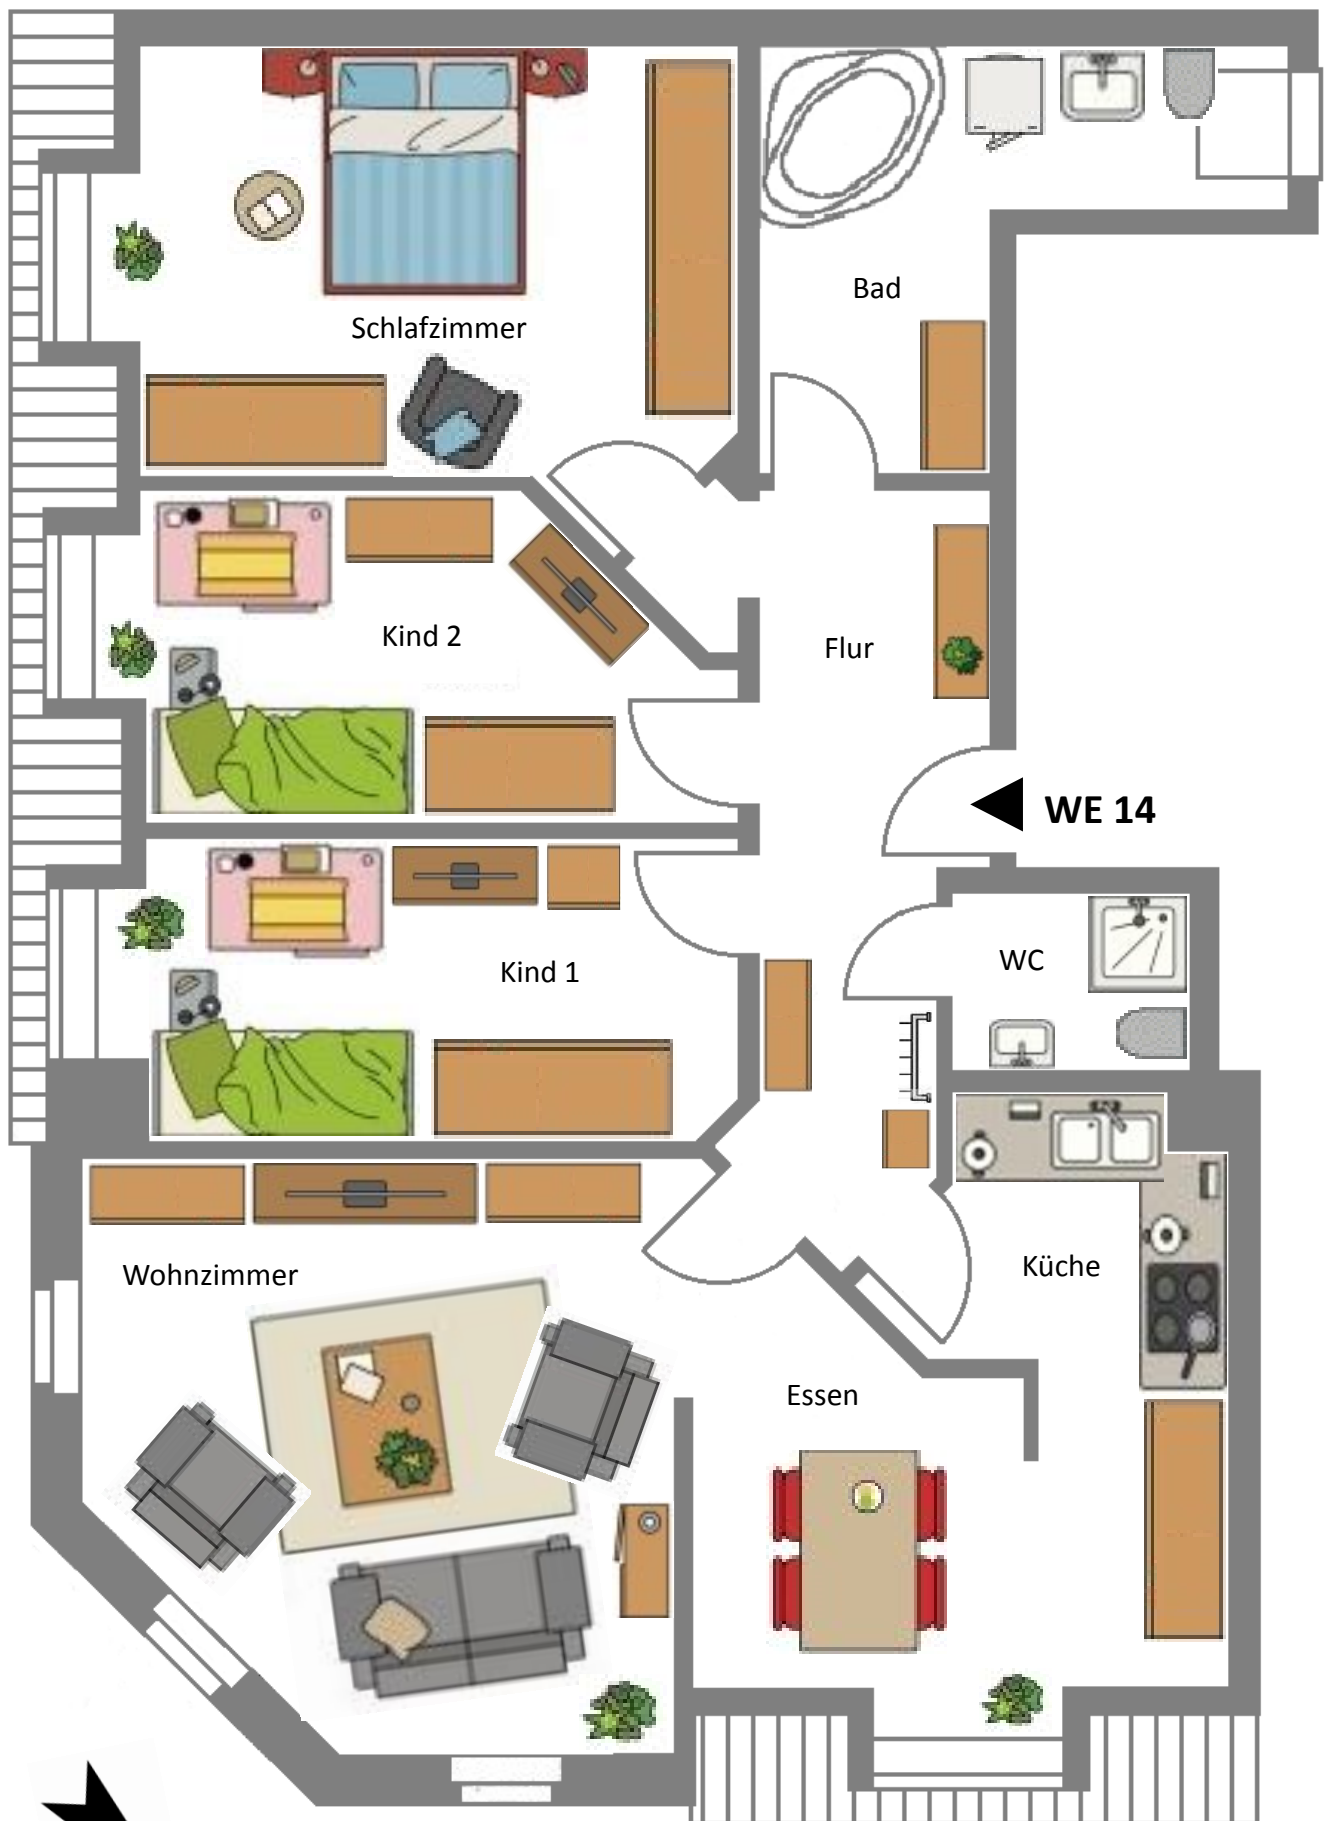 Bad
Schlafzimmer
Kind 2
Flur
WE 14
WC
Kind 1
Küche
Wohnzimmer
Essen